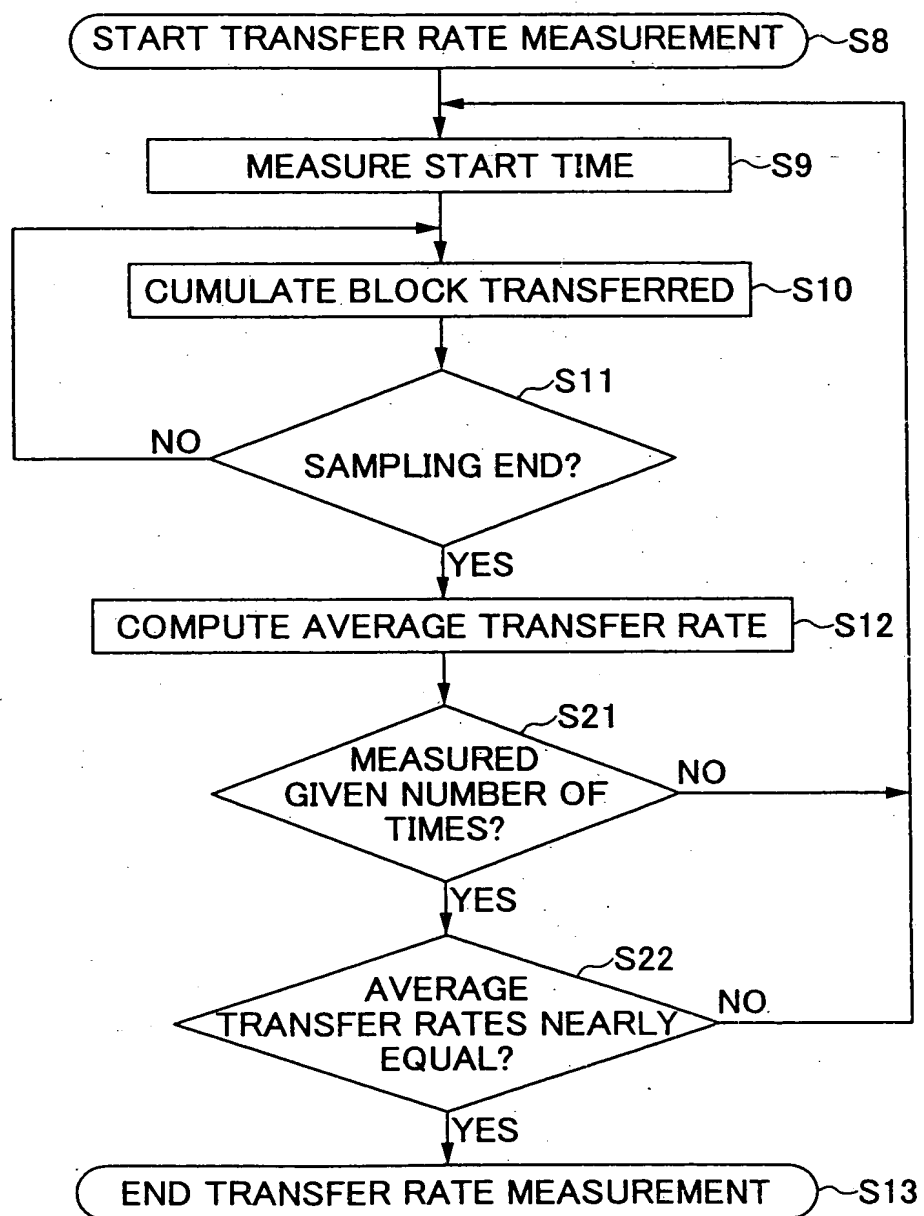 START TRANSFER RATE MEASUREMENT
S8
MEASURE START TIME
S9
CUMULATE BLOCK TRANSFERRED
S10
S11
SAMPLING END?
NO
YES
COMPUTE AVERAGE TRANSFER RATE
S12
S21
MEASURED
GIVEN NUMBER OF
TIMES?
NO
YES
S22
AVERAGE
TRANSFER RATES NEARLY
EQUAL?
NO
YES
END TRANSFER RATE MEASUREMENT
S13